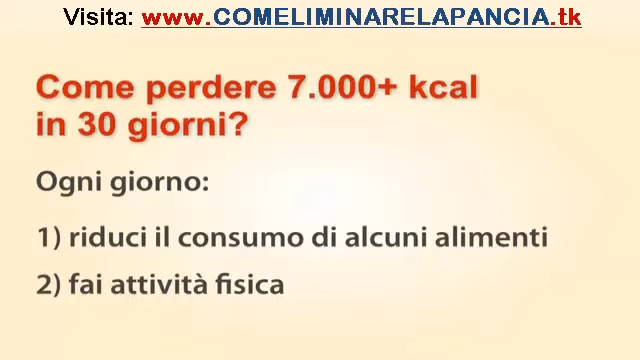 Visita: www.COMELIMINARELAPANCIA.tk
Come perdere 7.000+ kcal
in 30 giorni?
Ogni giorno:
1) riduci il consumo di alcuni alimenti
2) fai attività fisica